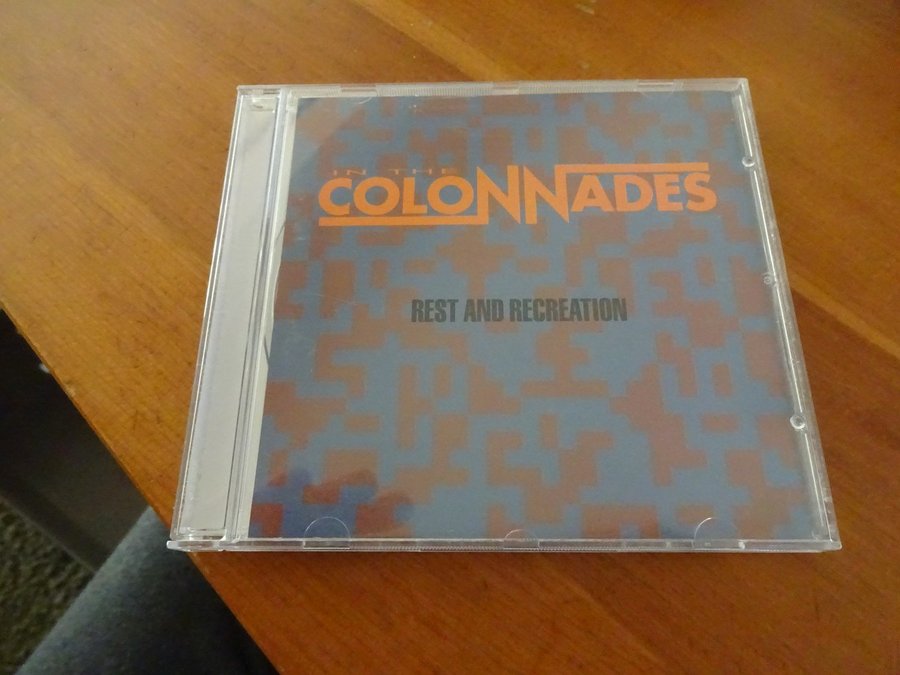 IN THE
COLONNADES
REST AND RECREATION